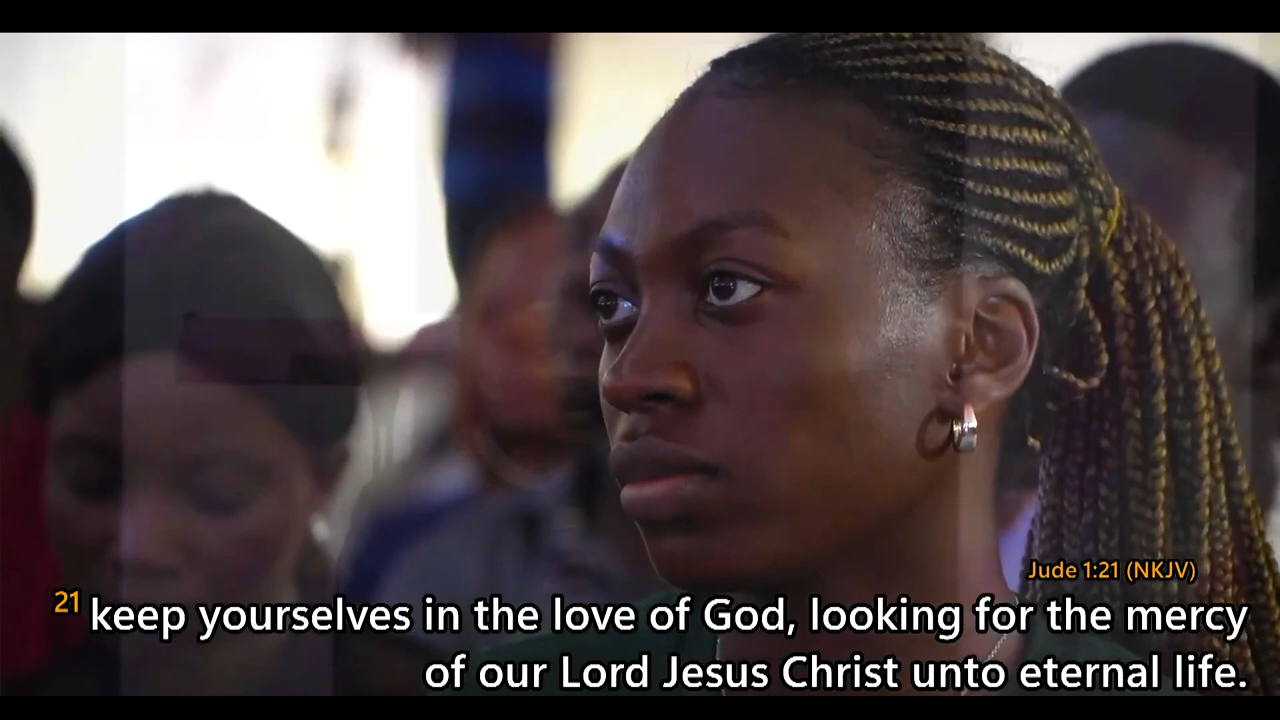 Jude 1:21 (NKJV)
21 keep yourselves in the love of God, looking for the mercy
of our Lord Jesus Christ unto eternal life.